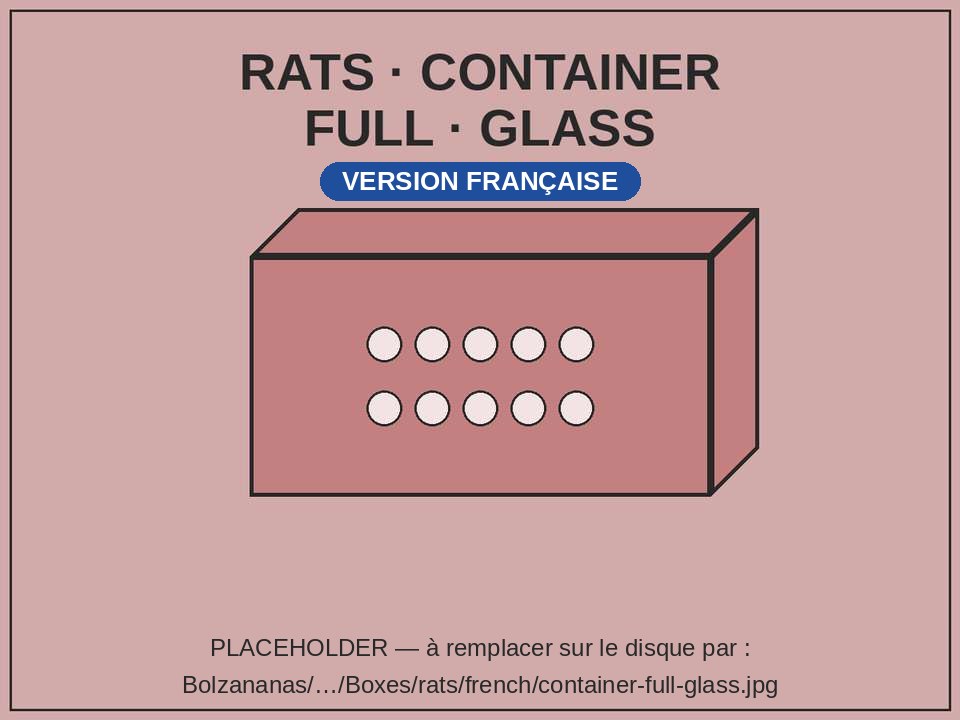 RATS · CONTAINER
FULL · GLASS
VERSION FRANÇAISE
PLACEHOLDER — à remplacer sur le disque par :
Bolzananas/…/Boxes/rats/french/container-full-glass.jpg